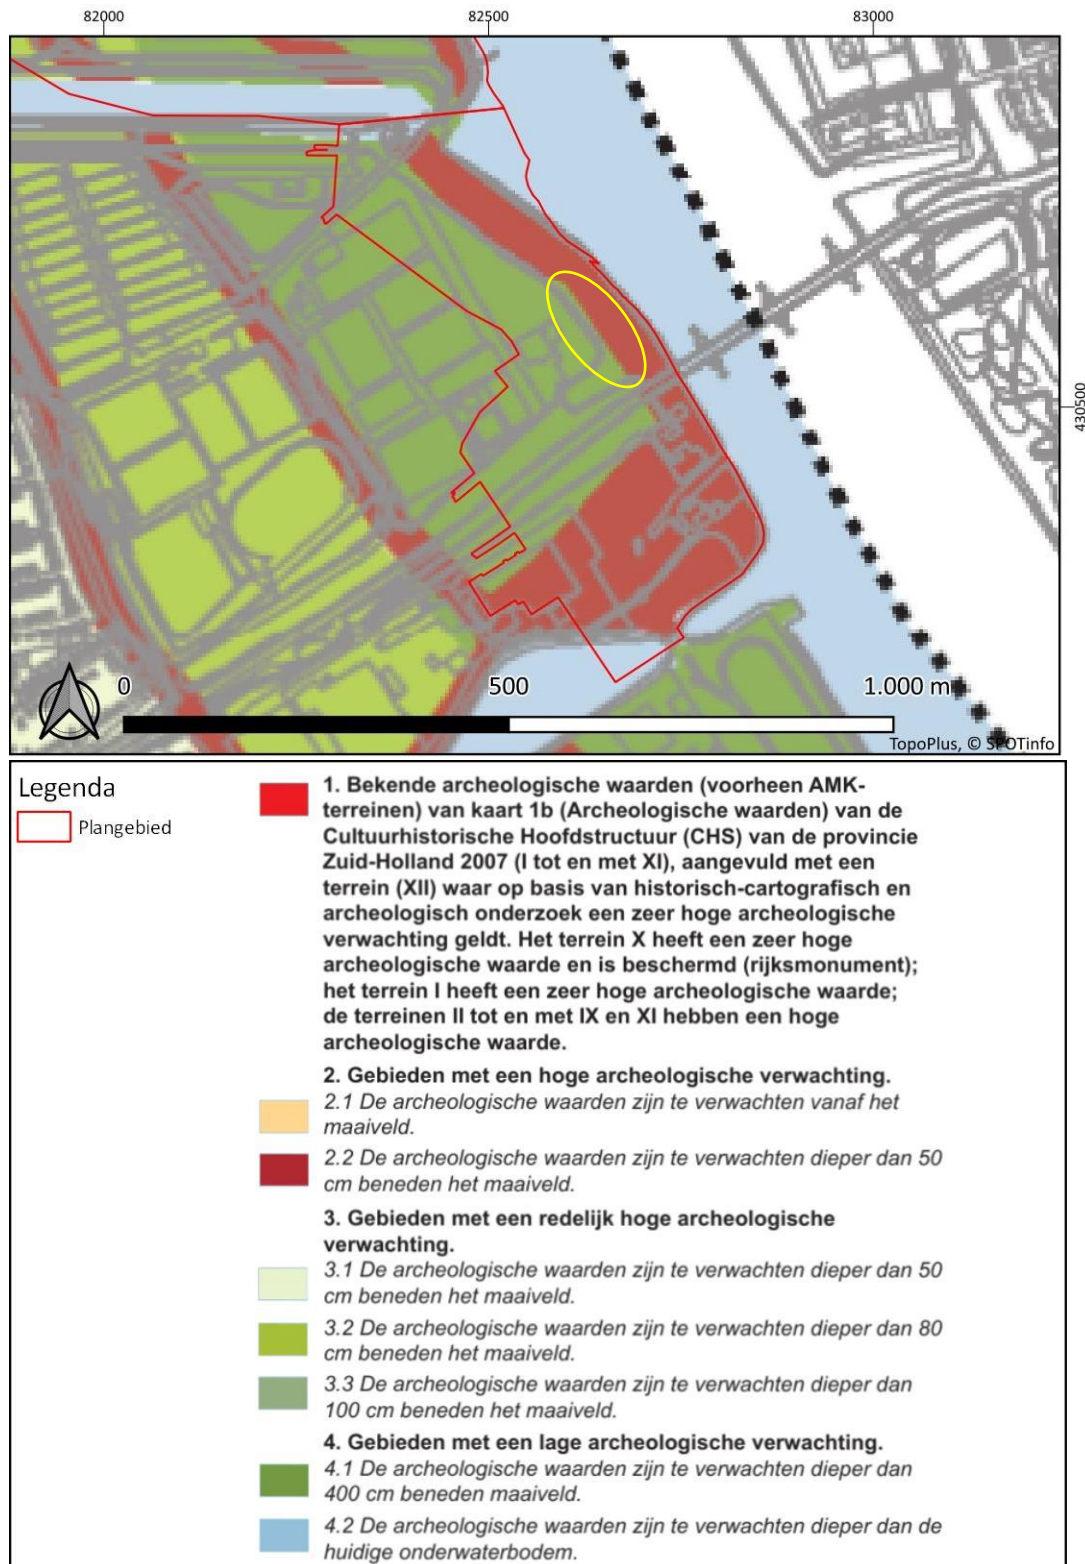 82000
82500
83000
430500
0
500
1.000 m
TopoPlus, © SPOTinfo
Legenda
Plangebied
1. Bekende archeologische waarden (voorheen AMK-
terreinen) van kaart 1b (Archeologische waarden) van de
Cultuurhistorische Hoofdstructuur (CHS) van de provincie
Zuid-Holland 2007 (I tot en met XI), aangevuld met een
terrein (XII) waar op basis van historisch-cartografisch en
archeologisch onderzoek een zeer hoge archeologische
verwachting geldt. Het terrein X heeft een zeer hoge
archeologische waarde en is beschermd (rijksmonument);
het terrein I heeft een zeer hoge archeologische waarde;
de terreinen II tot en met IX en XI hebben een hoge
archeologische waarde.
2. Gebieden met een hoge archeologische verwachting.
2.1 De archeologische waarden zijn te verwachten vanaf het
maaiveld.
2.2 De archeologische waarden zijn te verwachten dieper dan 50
cm beneden het maaiveld.
3. Gebieden met een redelijk hoge archeologische
verwachting.
3.1 De archeologische waarden zijn te verwachten dieper dan 50
cm beneden het maaiveld.
3.2 De archeologische waarden zijn te verwachten dieper dan 80
cm beneden het maaiveld.
3.3 De archeologische waarden zijn te verwachten dieper dan
100 cm beneden het maaiveld.
4. Gebieden met een lage archeologische verwachting.
4.1 De archeologische waarden zijn te verwachten dieper dan
400 cm beneden maaiveld.
4.2 De archeologische waarden zijn te verwachten dieper dan de
huidige onderwaterbodem.